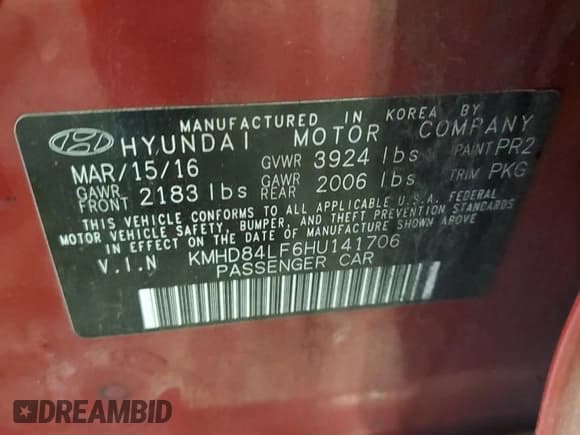 MANUFACTURED IN KOREA BY
HYUNDAI MOTOR COMPANY
MAR/15/16 GVWR 3924 lbs PAINT PR2
GAWR FRONT 2183 lbs GAWR REAR 2006 lbs TRIM PKG
THIS VEHICLE CONFORMS TO ALL APPLICABLE U.S.A. FEDERAL
MOTOR VEHICLE SAFETY, BUMPER, AND THEFT PREVENTION STANDARDS
IN EFFECT ON THE DATE OF MANUFACTURE SHOWN ABOVE
V.I.N KMHD84LF6HU141706
PASSENGER CAR
DREAMBID